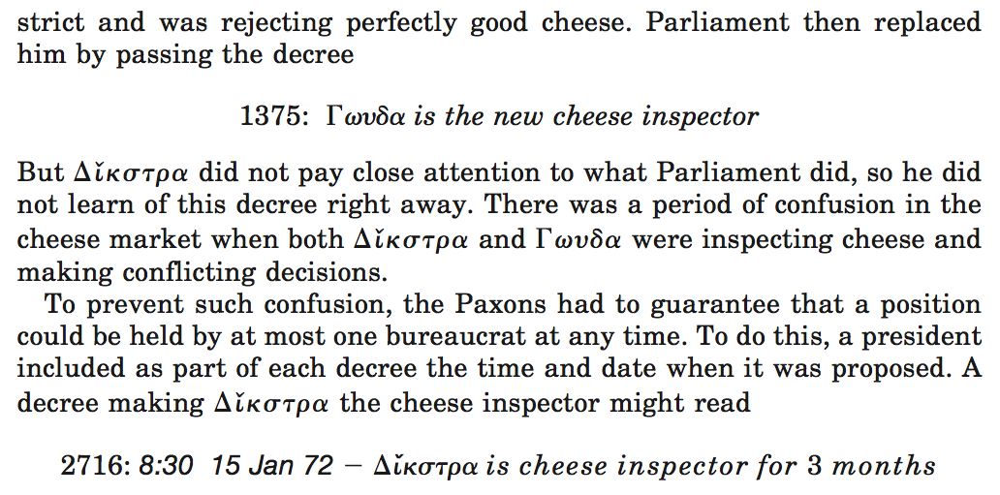 strict and was rejecting perfectly good cheese. Parliament then replaced
him by passing the decree
1375: Γωυδα is the new cheese inspector
But Δῐκστρα did not pay close attention to what Parliament did, so he did
not learn of this decree right away. There was a period of confusion in the
cheese market when both Δῐκστρα and Γωυδα were inspecting cheese and
making conflicting decisions.
To prevent such confusion, the Paxons had to guarantee that a position
could be held by at most one bureaucrat at any time. To do this, a president
included as part of each decree the time and date when it was proposed. A
decree making Δῐκστρα the cheese inspector might read
2716: 8:30 15 Jan 72 – Δῐκστρα is cheese inspector for 3 months